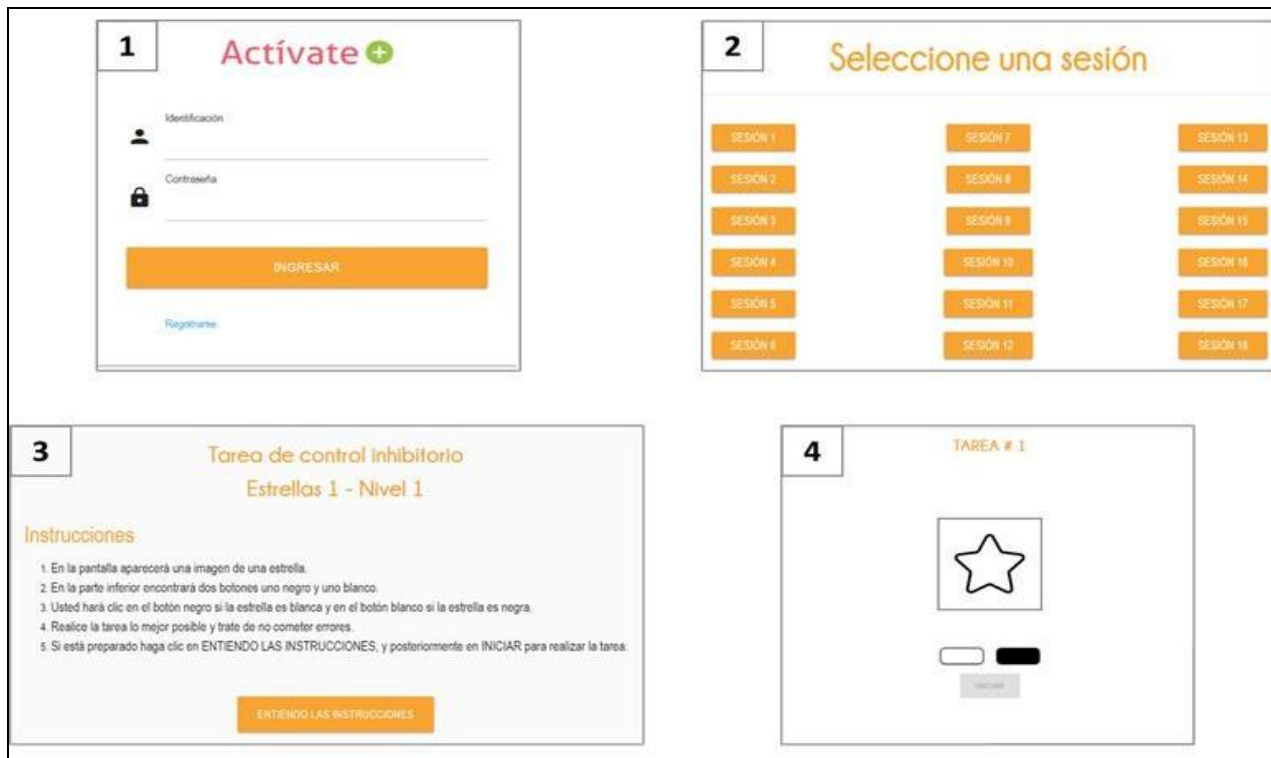 1
Actívate
Identificación
Contraseña
INGRESAR
Registrarse
2
Seleccione una sesión
SESIÓN 1
SESIÓN 7
SESIÓN 13
SESIÓN 2
SESIÓN 8
SESIÓN 14
SESIÓN 3
SESIÓN 9
SESIÓN 15
SESIÓN 4
SESIÓN 10
SESIÓN 16
SESIÓN 5
SESIÓN 11
SESIÓN 17
SESIÓN 6
SESIÓN 12
SESIÓN 18
3
Tarea de control inhibitorio
Estrellas 1 - Nivel 1
Instrucciones
1. En la pantalla aparecerá una imagen de una estrella.
2. En la parte inferior encontrará dos botones uno negro y uno blanco.
3. Usted hará clic en el botón negro si la estrella es blanca y en el botón blanco si la estrella es negra.
4. Realice la tarea lo mejor posible y trate de no cometer errores.
5. Si está preparado haga clic en ENTIENDO LAS INSTRUCCIONES, y posteriormente en INICIAR para realizar la tarea.
ENTIENDO LAS INSTRUCCIONES
4
TAREA # 1
INICIAR